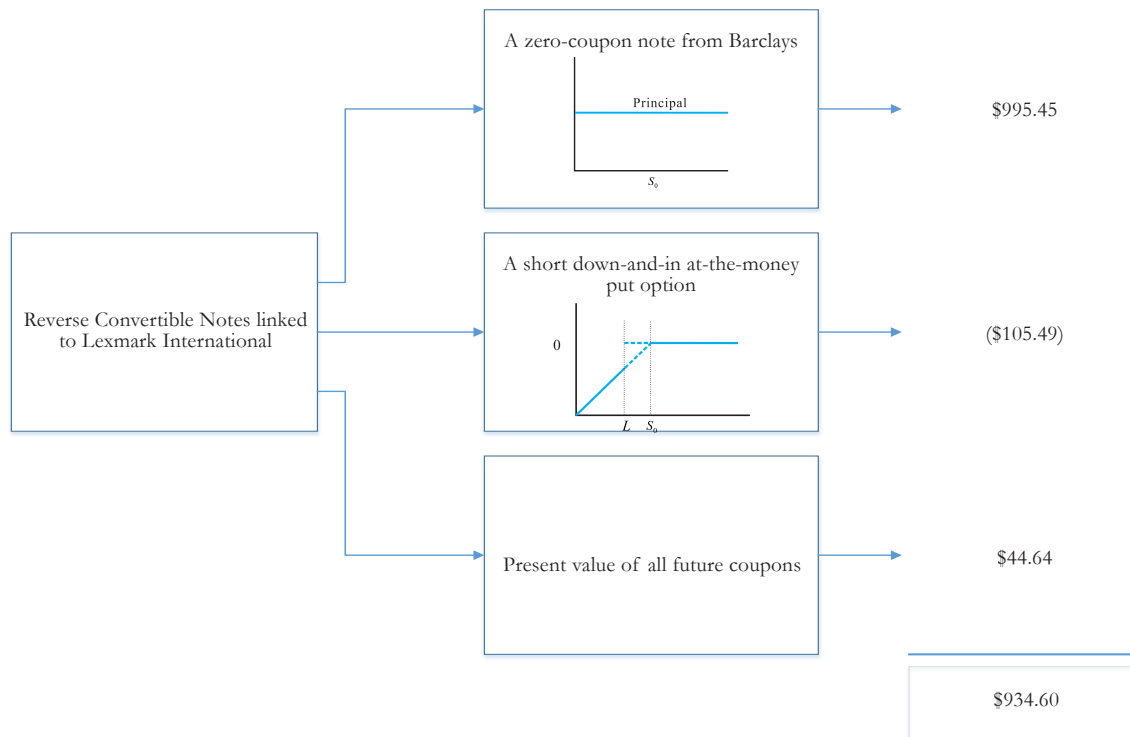 A zero-coupon note from Barclays
Principal
S₀
$995.45
Reverse Convertible Notes linked
to Lexmark International
A short down-and-in at-the-money
put option
0
L
S₀
($105.49)
Present value of all future coupons
$44.64
$934.60